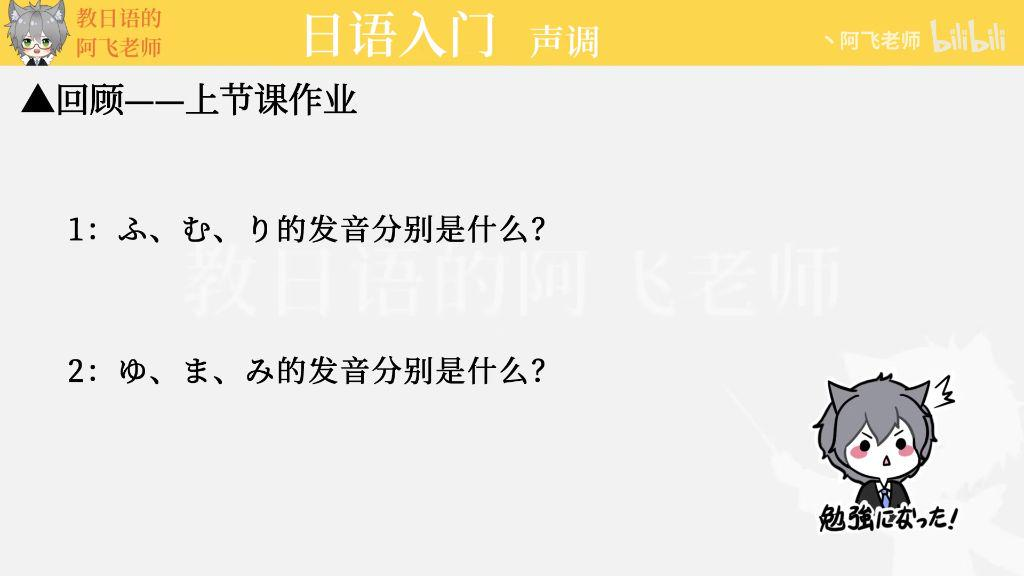 教日语的
阿飞老师
日语入门 声调
丶阿飞老师 bilibili
▲回顾——上节课作业
1：ふ、む、り的发音分别是什么？
教日语的阿飞老师
2：ゆ、ま、み的发音分别是什么？
勉強になった！